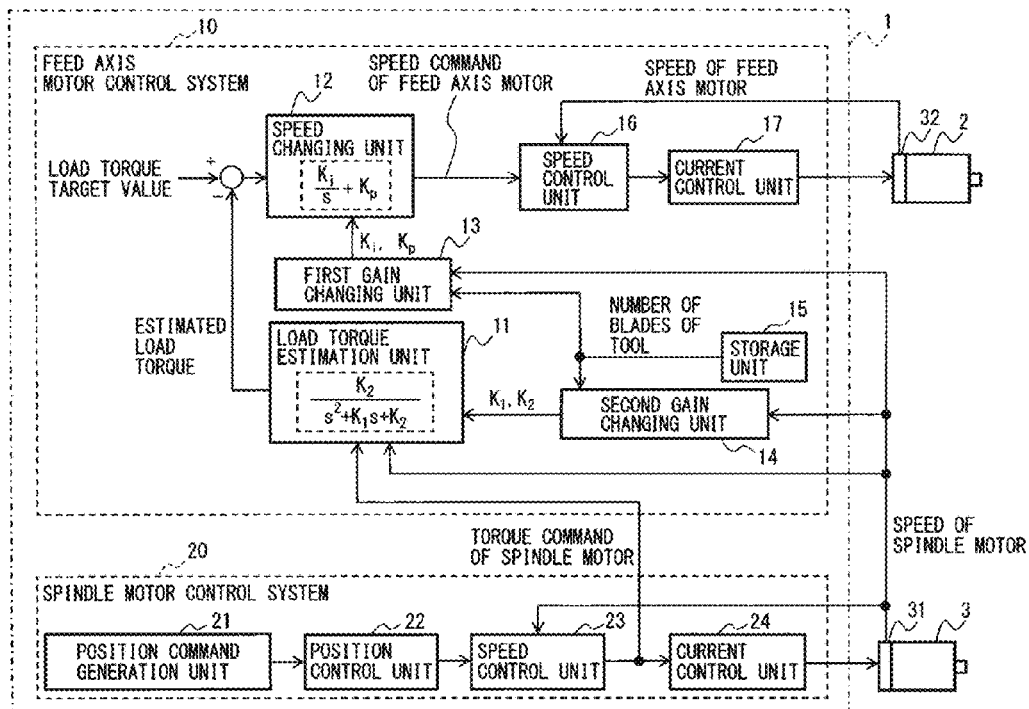 10
1
FEED AXIS
MOTOR CONTROL SYSTEM
SPEED COMMAND
OF FEED AXIS MOTOR
SPEED OF FEED
AXIS MOTOR
12
SPEED
CHANGING UNIT
Ki/s + Kp
LOAD TORQUE
TARGET VALUE
+
−
16
SPEED
CONTROL
UNIT
17
CURRENT
CONTROL UNIT
32
2
Ki, Kp
13
FIRST GAIN
CHANGING UNIT
ESTIMATED
LOAD
TORQUE
11
LOAD TORQUE
ESTIMATION UNIT
K2
s²+K1s+K2
NUMBER OF
BLADES OF
TOOL
15
STORAGE
UNIT
K1, K2
SECOND GAIN
CHANGING UNIT
14
TORQUE COMMAND
OF SPINDLE MOTOR
SPEED OF
SPINDLE MOTOR
20
SPINDLE MOTOR CONTROL SYSTEM
21
POSITION COMMAND
GENERATION UNIT
22
POSITION
CONTROL UNIT
23
SPEED
CONTROL UNIT
24
CURRENT
CONTROL UNIT
31
3